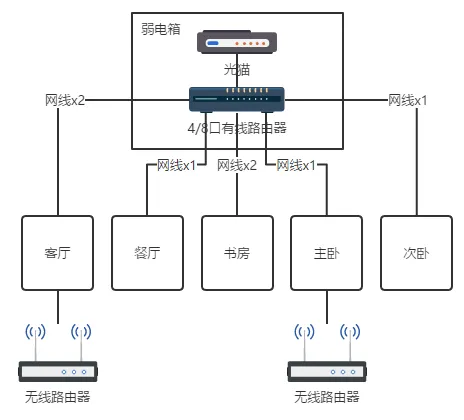 弱电箱
光猫
4/8口有线路由器
网线x2
网线x1
网线x1
网线x2
网线x1
客厅
餐厅
书房
主卧
次卧
无线路由器
无线路由器